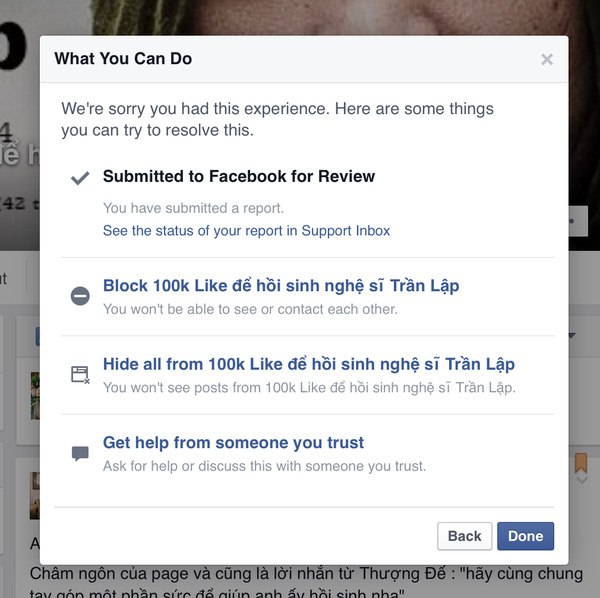 What You Can Do
We're sorry you had this experience. Here are some things
you can try to resolve this.
Submitted to Facebook for Review
You have submitted a report.
See the status of your report in Support Inbox
Block 100k Like để hồi sinh nghệ sĩ Trần Lập
You won't be able to see or contact each other.
Hide all from 100k Like để hồi sinh nghệ sĩ Trần Lập
You won't see posts from 100k Like để hồi sinh nghệ sĩ Trần Lập.
Get help from someone you trust
Ask for help or discuss this with someone you trust.
Back Done
Châm ngôn của page và cũng là lời nhắn từ Thượng Đế : "hãy cùng chung
tay góp một phần sức để giúp anh ấy hồi sinh nha"